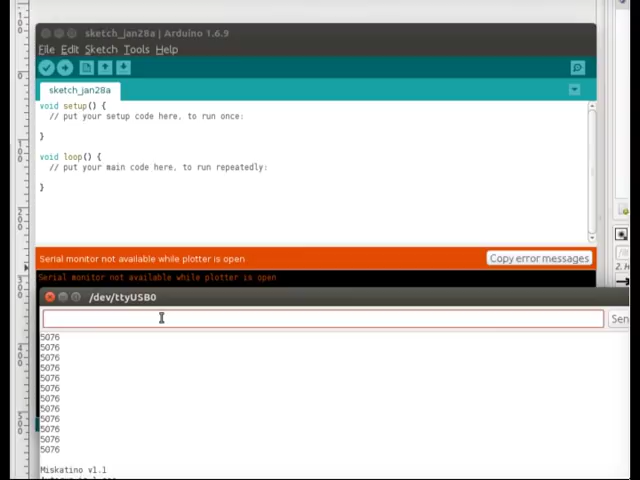 sketch_jan28a | Arduino 1.6.9
File Edit Sketch Tools Help
sketch_jan28a
void setup() {
// put your setup code here, to run once:
}
void loop() {
// put your main code here, to run repeatedly:
}
Serial monitor not available while plotter is open
Copy error messages
Serial monitor not available while plotter is open
/dev/ttyUSB0
Sen
5076
5076
5076
5076
5076
5076
5076
5076
5076
5076
5076
5076
Miskatino v1.1